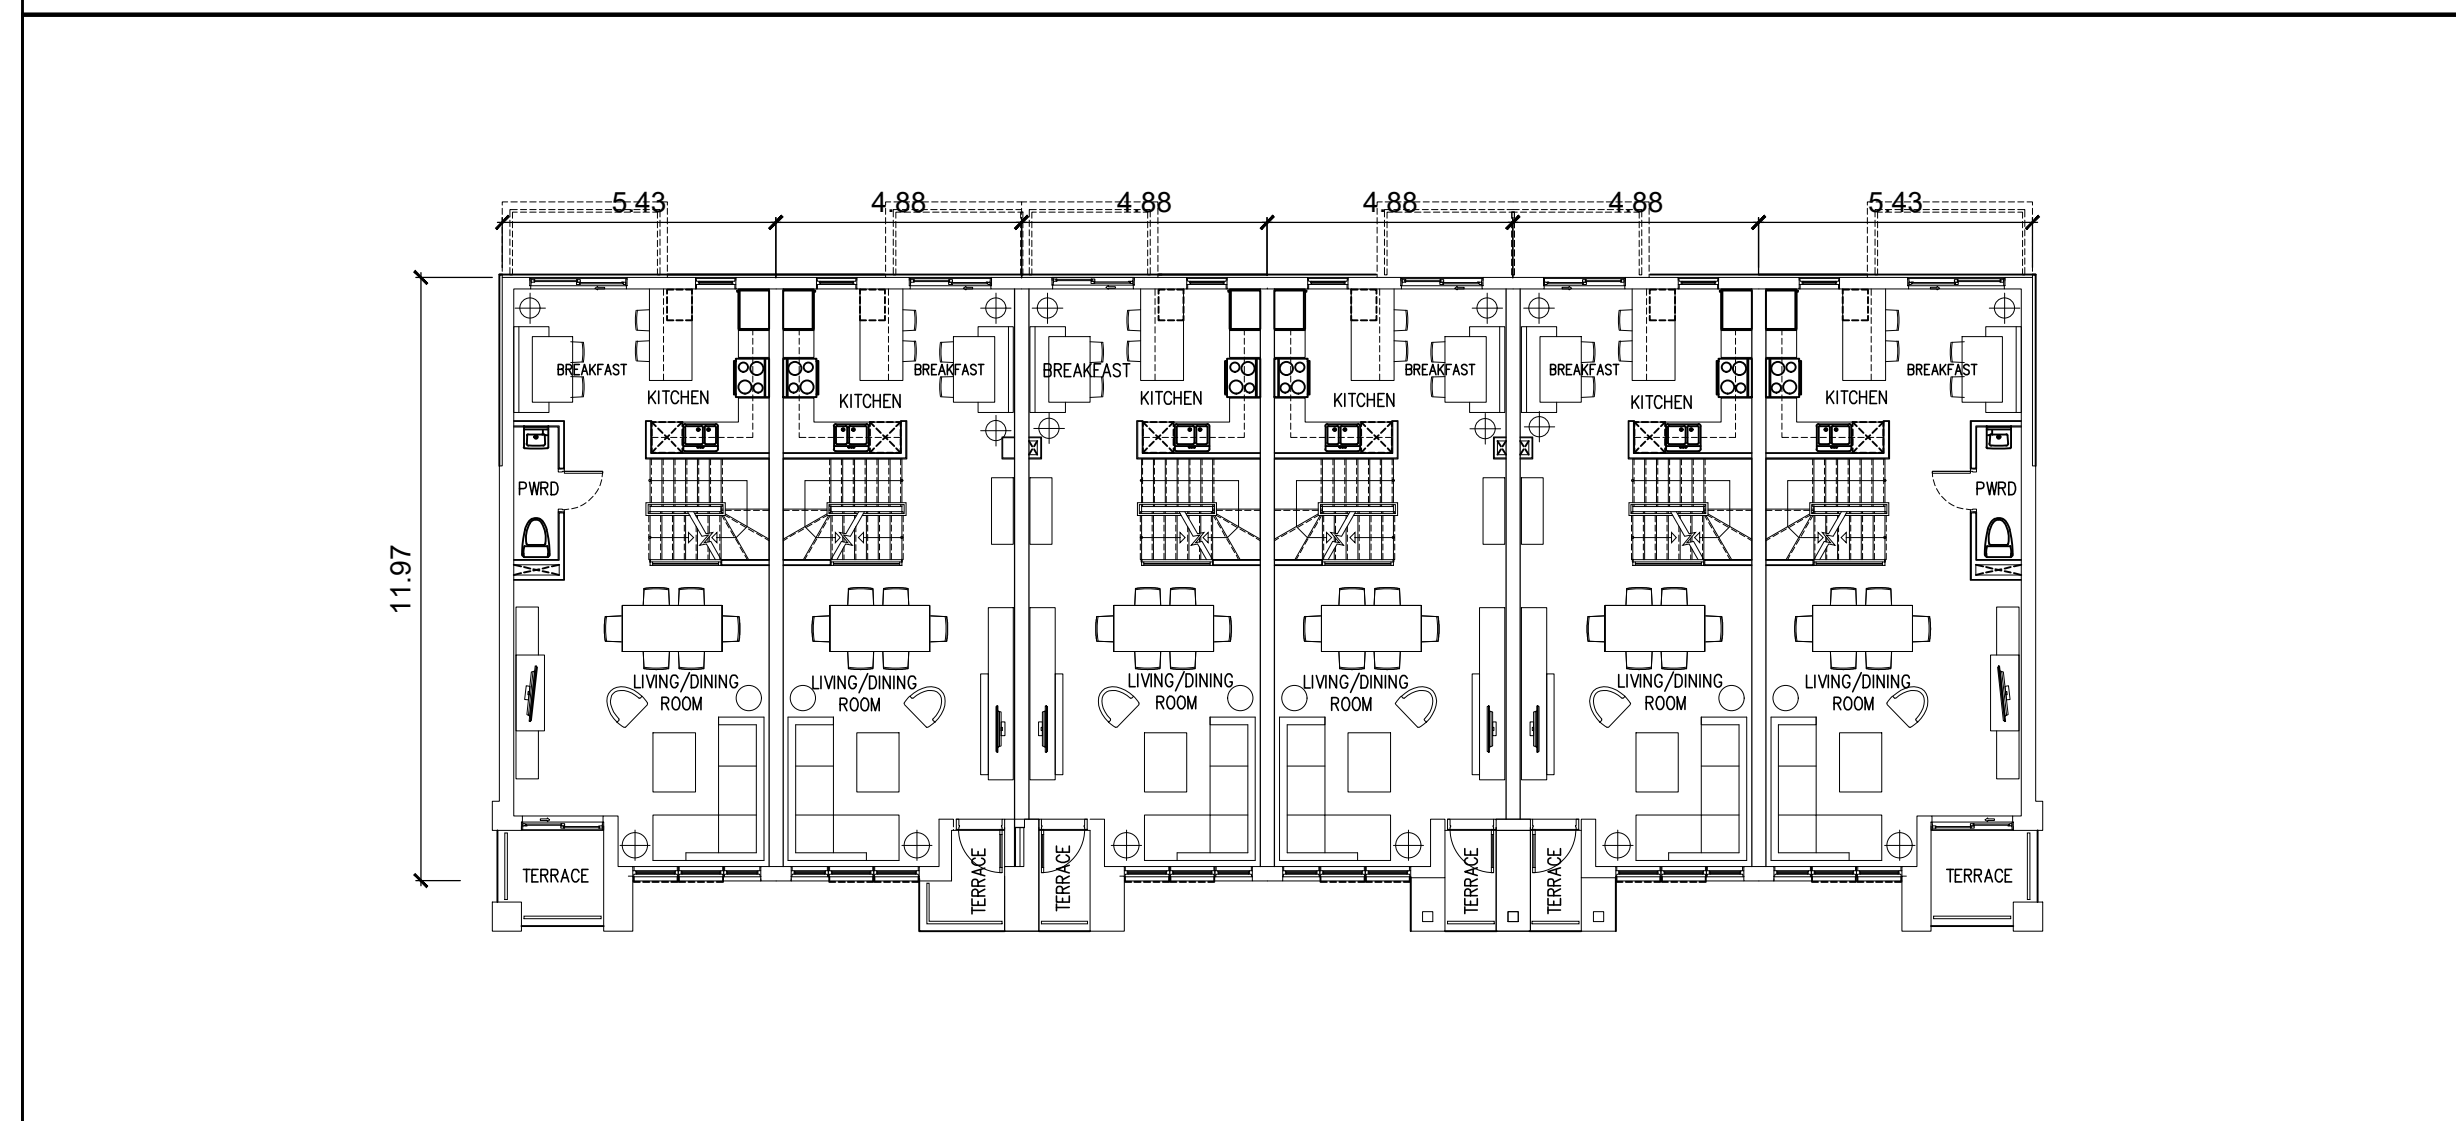 5.43
4.88
4.88
4.88
4.88
5.43
11.97
BREAKFAST
BREAKFAST
BREAKFAST
BREAKFAST
BREAKFAST
BREAKFAST
KITCHEN
KITCHEN
KITCHEN
KITCHEN
KITCHEN
KITCHEN
PWRD
PWRD
LIVING/DINING
ROOM
LIVING/DINING
ROOM
LIVING/DINING
ROOM
LIVING/DINING
ROOM
LIVING/DINING
ROOM
LIVING/DINING
ROOM
TERRACE
TERRACE
TERRACE
TERRACE
TERRACE
TERRACE